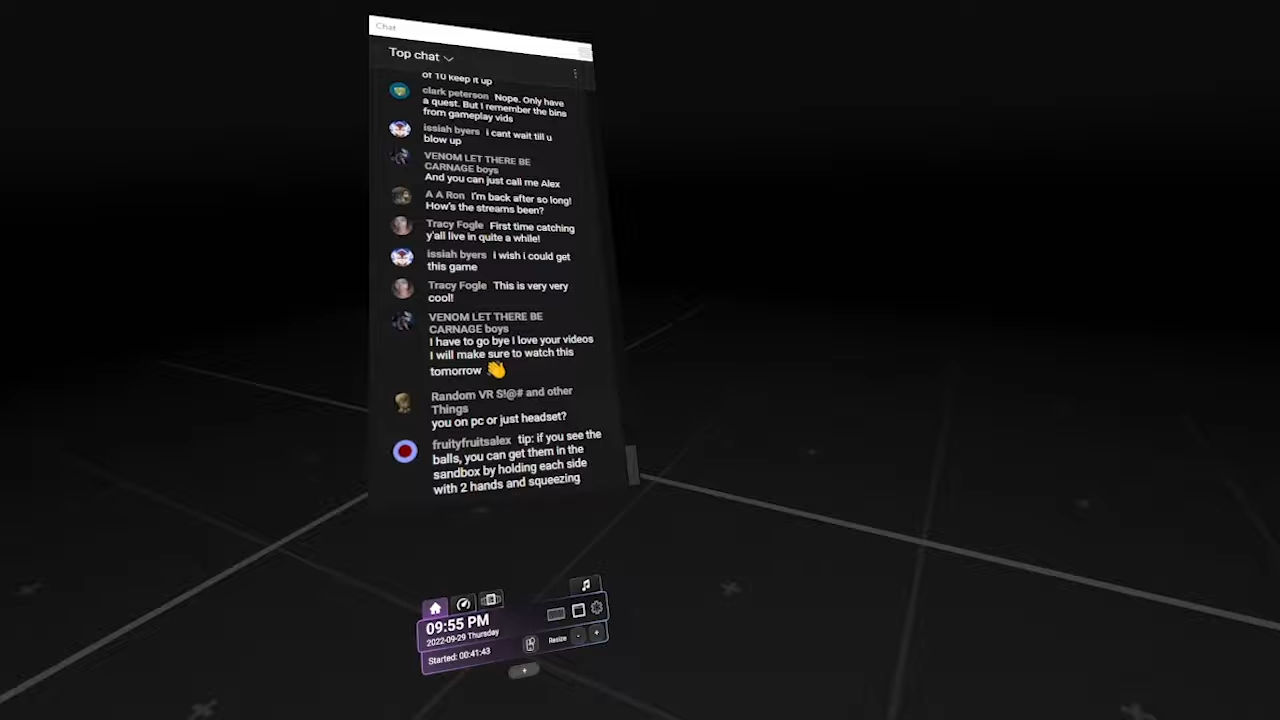 Chat
Top chat
of 10 keep it up
clark peterson Nope. Only have
a quest. But I remember the bins
from gameplay vids
issiah byers i cant wait till u
blow up
VENOM LET THERE BE
CARNAGE boys
And you can just call me Alex
A A Ron I'm back after so long!
How's the streams been?
Tracy Fogle First time catching
y'all live in quite a while!
issiah byers i wish i could get
this game
Tracy Fogle This is very very
cool!
VENOM LET THERE BE
CARNAGE boys
I have to go bye I love your videos
I will make sure to watch this
tomorrow 👋
Random VR S!@# and other
Things
you on pc or just headset?
fruityfruitsalex tip: if you see the
balls, you can get them in the
sandbox by holding each side
with 2 hands and squeezing
09:55 PM
2022-09-29 Thursday
Started: 00:41:43
Resize - +
+